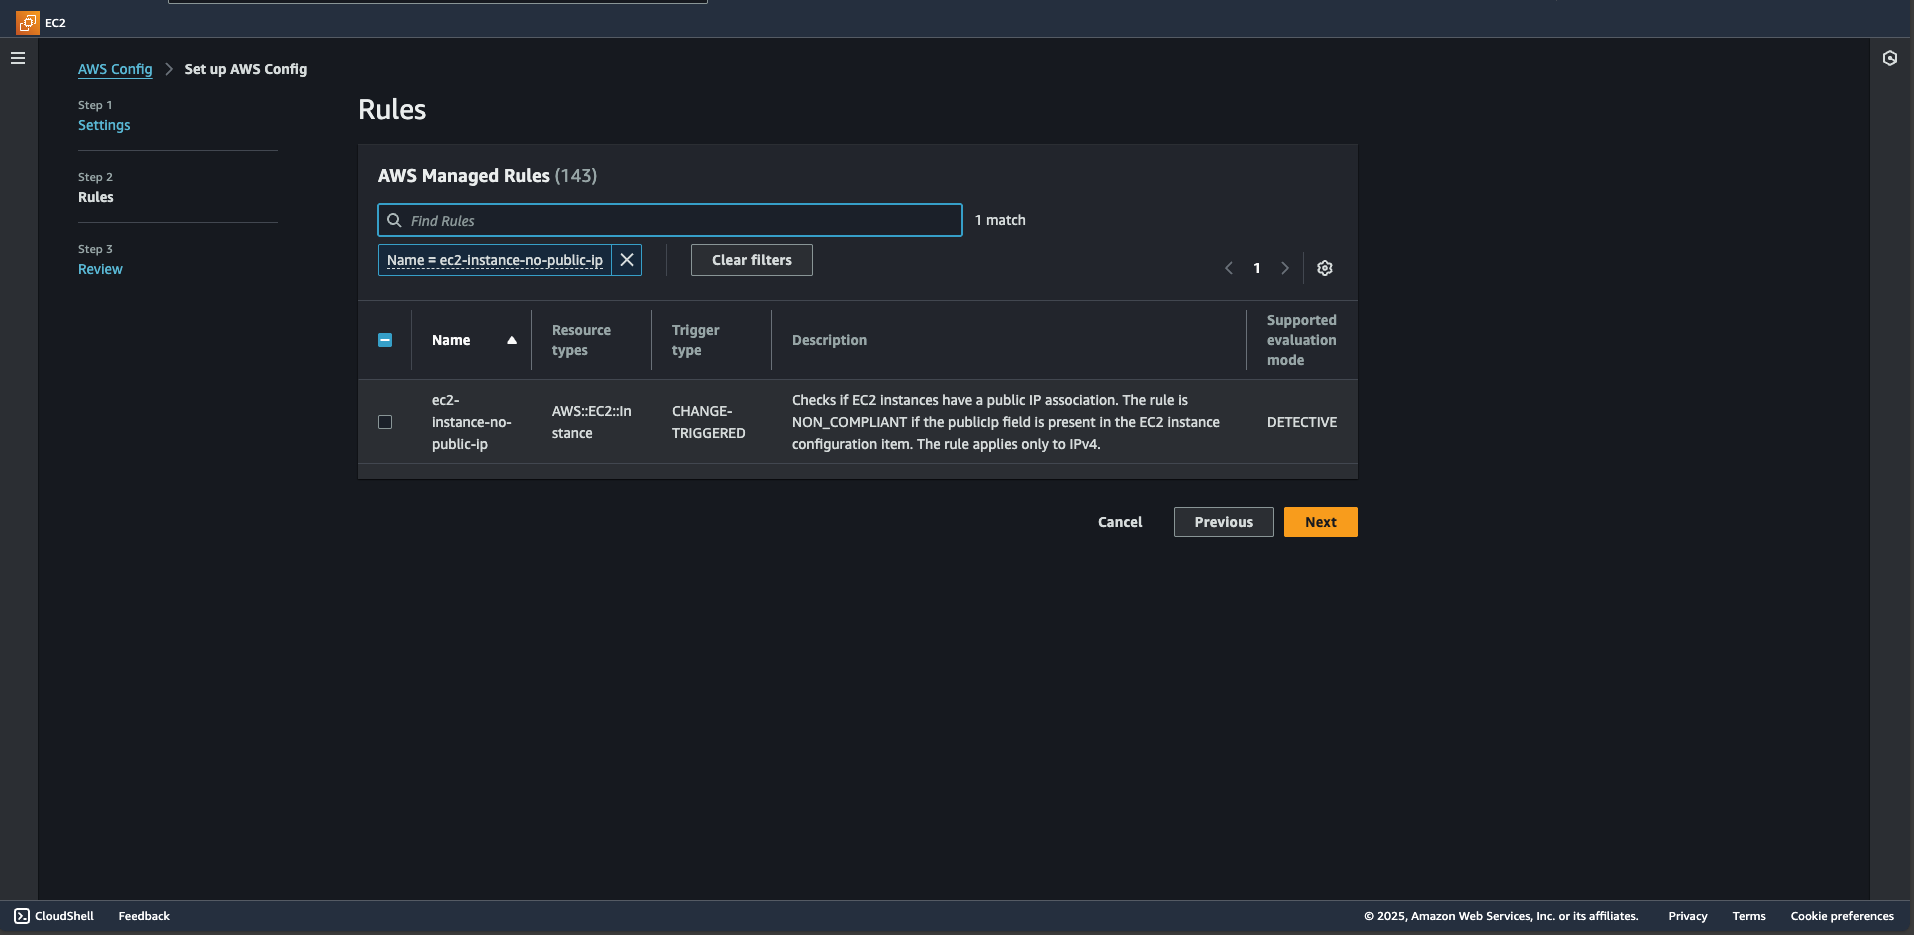 EC2
AWS Config > Set up AWS Config
Step 1
Settings
Step 2
Rules
Step 3
Review
Rules
AWS Managed Rules (143)
Find Rules
1 match
Name = ec2-instance-no-public-ip
Clear filters
1
Name
Resource
types
Trigger
type
Description
Supported
evaluation
mode
ec2-
instance-no-
public-ip
AWS::EC2::In
stance
CHANGE-
TRIGGERED
Checks if EC2 instances have a public IP association. The rule is
NON_COMPLIANT if the publicIp field is present in the EC2 instance
configuration item. The rule applies only to IPv4.
DETECTIVE
Cancel
Previous
Next
CloudShell
Feedback
© 2025, Amazon Web Services, Inc. or its affiliates.
Privacy
Terms
Cookie preferences